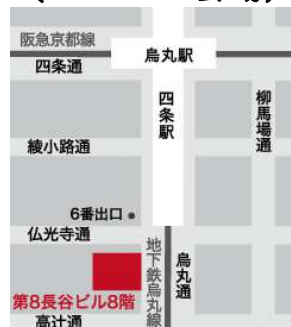 阪急京都線
烏丸駅
四条通
四条駅
柳馬場通
綾小路通
6番出口
仏光寺通
地下鉄烏丸線
烏丸通
第8長谷ビル8階
高辻通